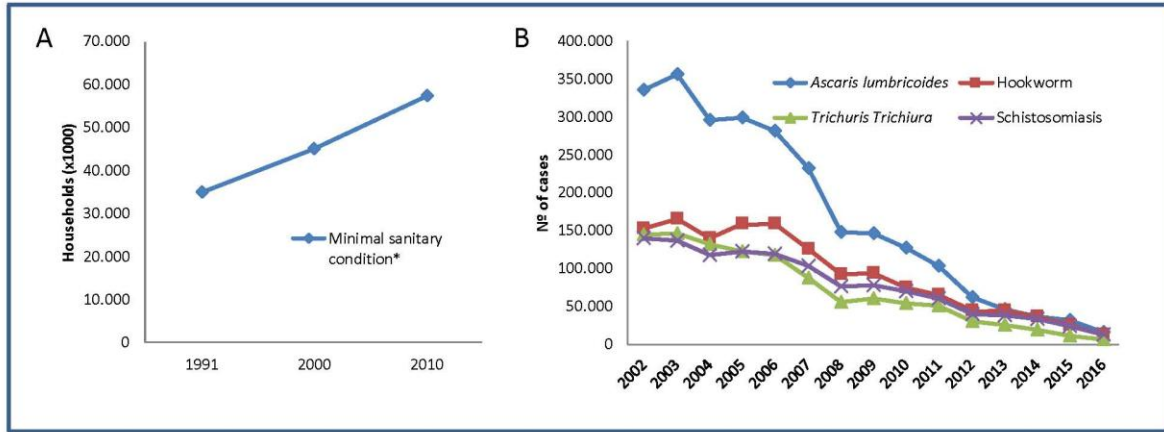 A
70.000
60.000
50.000
40.000
30.000
20.000
10.000
0
Households (x1000)
Minimal sanitary
condition*
1991 2000 2010
B
400.000
350.000
300.000
250.000
200.000
150.000
100.000
50.000
0
Nº of cases
Ascaris lumbricoides Hookworm
Trichuris Trichiura Schistosomiasis
2002 2003 2004 2005 2006 2007 2008 2009 2010 2011 2012 2013 2014 2015 2016